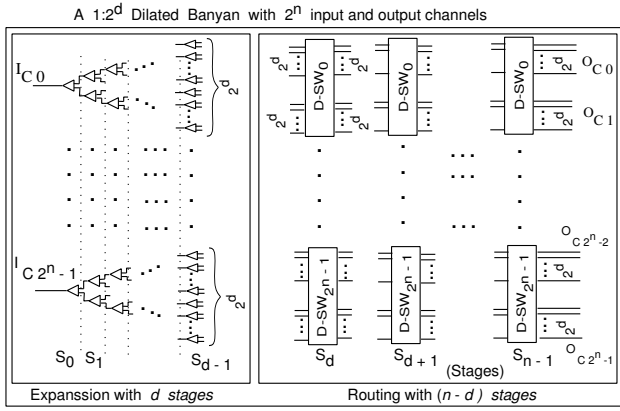 A 1:2^d Dilated Banyan with 2^n input and output channels
I_C 0
2^d
I_C 2^n - 1
2^d
S_0 S_1 S_d - 1
Expanssion with d stages
2^d D-SW_0 D-SW_0 D-SW_0 2^d O_C 0
2^d 2^d O_C 1
O_C 2^n - 2
D-SW_2^n - 1 D-SW_2^n - 1 D-SW_2^n - 1 2^d
2^d
O_C 2^n - 1
S_d S_d + 1 S_n - 1
(Stages)
Routing with (n - d) stages